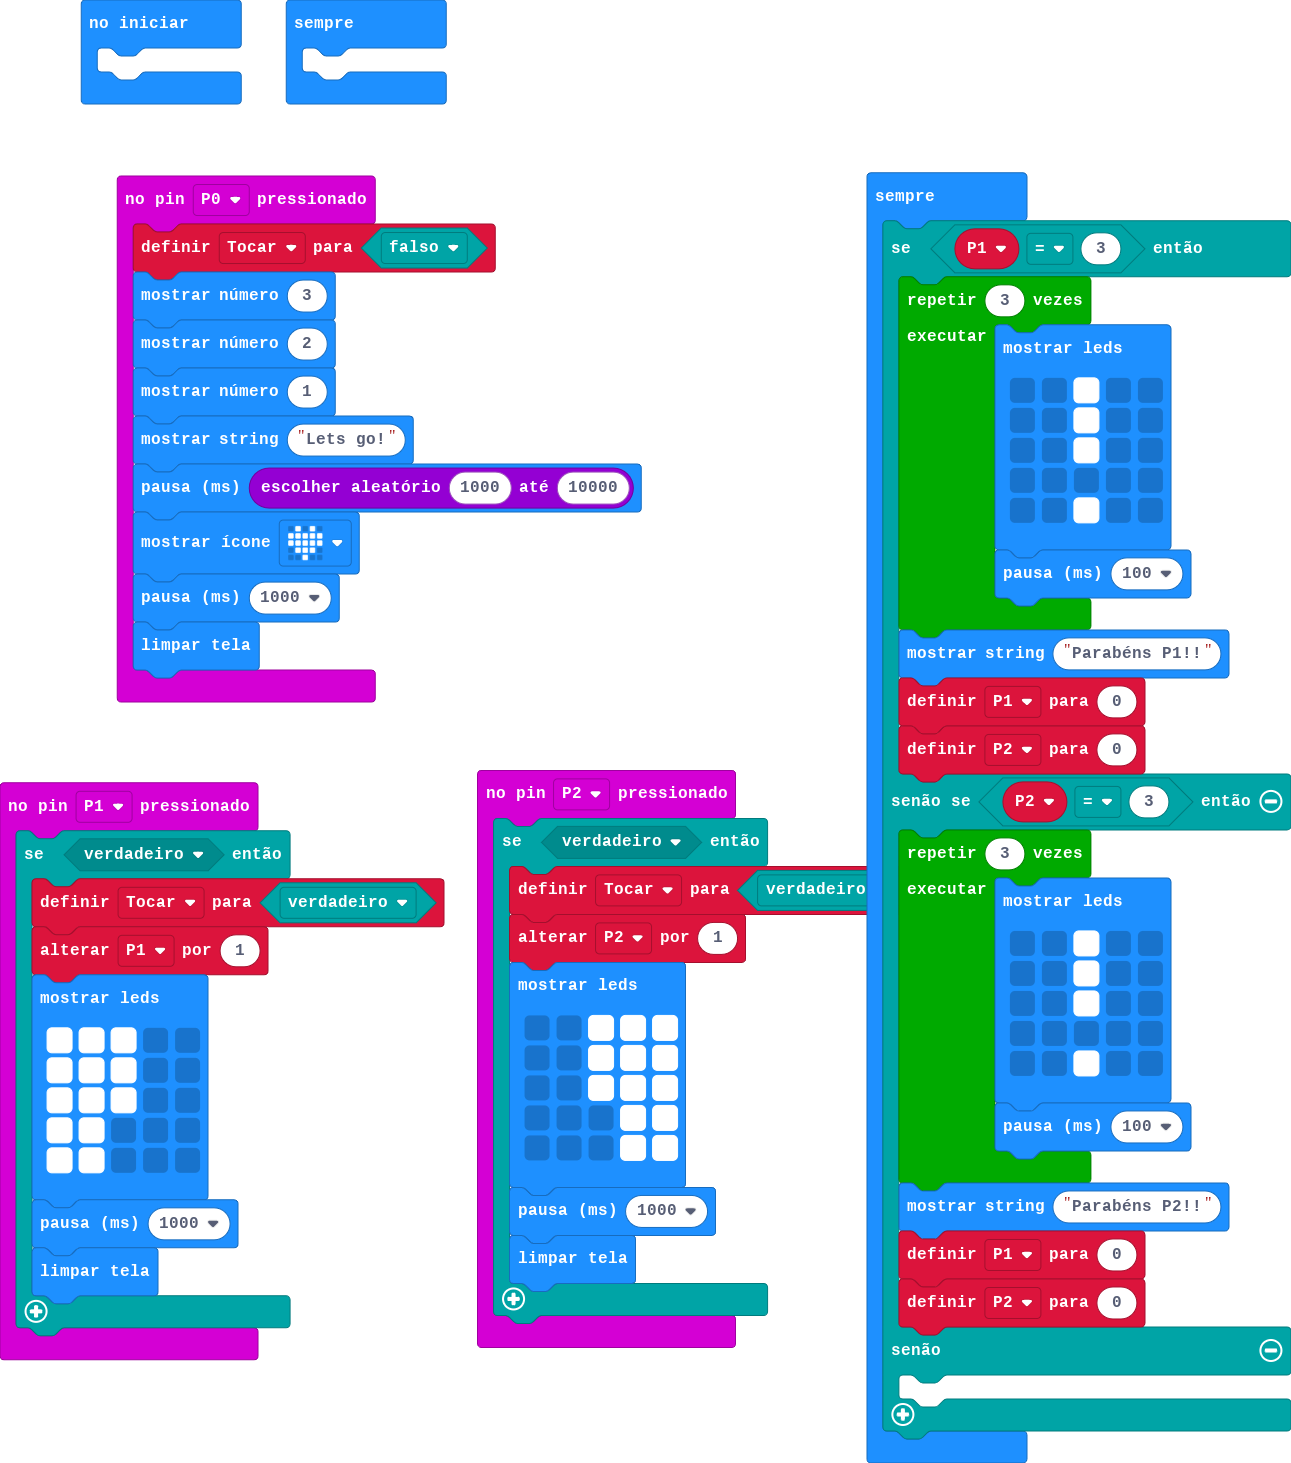 no iniciar
sempre
no pin P0 pressionado
definir Tocar para falso
mostrar número 3
mostrar número 2
mostrar número 1
mostrar string "Lets go!"
pausa (ms) escolher aleatório 1000 até 10000
mostrar ícone
pausa (ms) 1000
limpar tela
no pin P1 pressionado
se verdadeiro então
definir Tocar para verdadeiro
alterar P1 por 1
mostrar leds
pausa (ms) 1000
limpar tela
no pin P2 pressionado
se verdadeiro então
definir Tocar para verdadeiro
alterar P2 por 1
mostrar leds
pausa (ms) 1000
limpar tela
sempre
se P1 = 3 então
repetir 3 vezes
executar
mostrar leds
pausa (ms) 100
mostrar string "Parabéns P1!!"
definir P1 para 0
definir P2 para 0
senão se P2 = 3 então
repetir 3 vezes
executar
mostrar leds
pausa (ms) 100
mostrar string "Parabéns P2!!"
definir P1 para 0
definir P2 para 0
senão